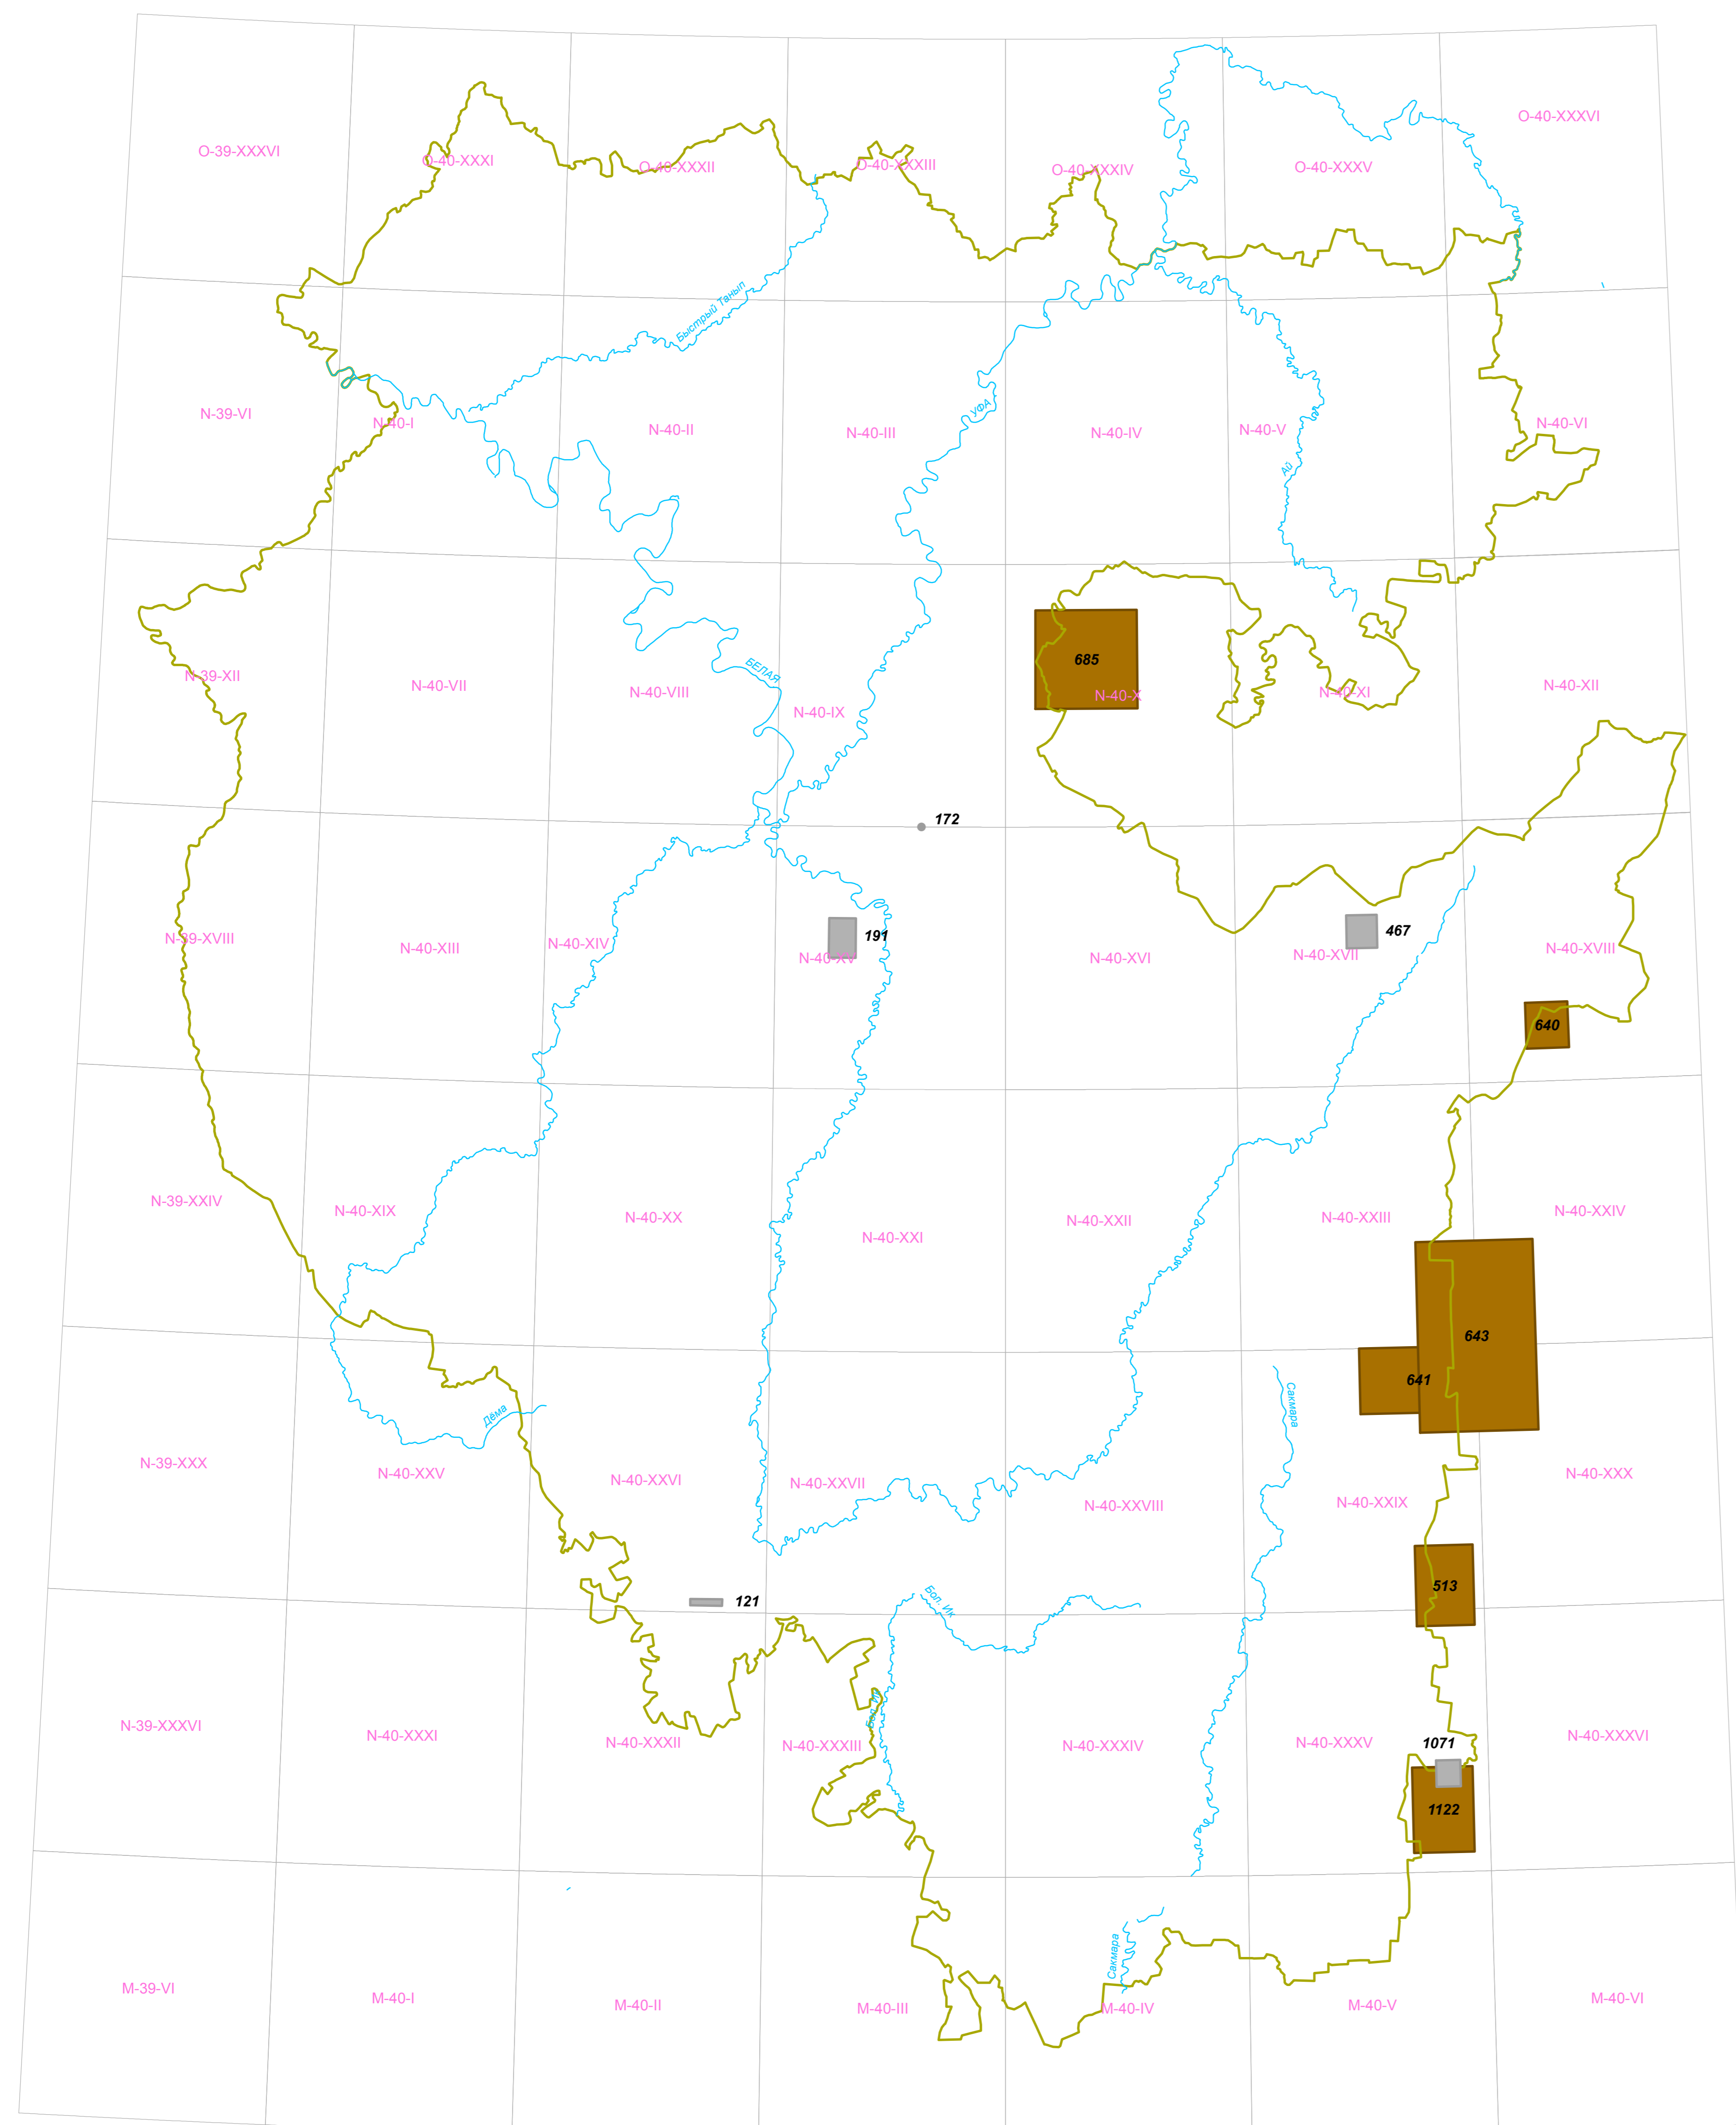 O-40-XXXVI
O-39-XXXVI
O-40-XXXI
O-40-XXXII
O-40-XXXIII
O-40-XXXIV
O-40-XXXV
Быстрый Танып
УФА
N-39-VI
N-40-I
N-40-II
N-40-III
N-40-IV
N-40-V
N-40-VI
Ай
685
БЕЛАЯ
N-39-XII
N-40-VII
N-40-VIII
N-40-IX
N-40-X
N-40-XI
N-40-XII
172
191
467
N-39-XVIII
N-40-XIII
N-40-XIV
N-40-XV
N-40-XVI
N-40-XVII
N-40-XVIII
640
N-39-XXIV
N-40-XIX
N-40-XX
N-40-XXI
N-40-XXII
N-40-XXIII
N-40-XXIV
643
641
Сакмара
Дёма
N-39-XXX
N-40-XXV
N-40-XXVI
N-40-XXVII
N-40-XXVIII
N-40-XXIX
N-40-XXX
513
121
Бол. Ик
Бол. Ик
N-39-XXXVI
N-40-XXXI
N-40-XXXII
N-40-XXXIII
N-40-XXXIV
N-40-XXXV
N-40-XXXVI
1071
1122
Сакмара
M-39-VI
M-40-I
M-40-II
M-40-III
M-40-IV
M-40-V
M-40-VI